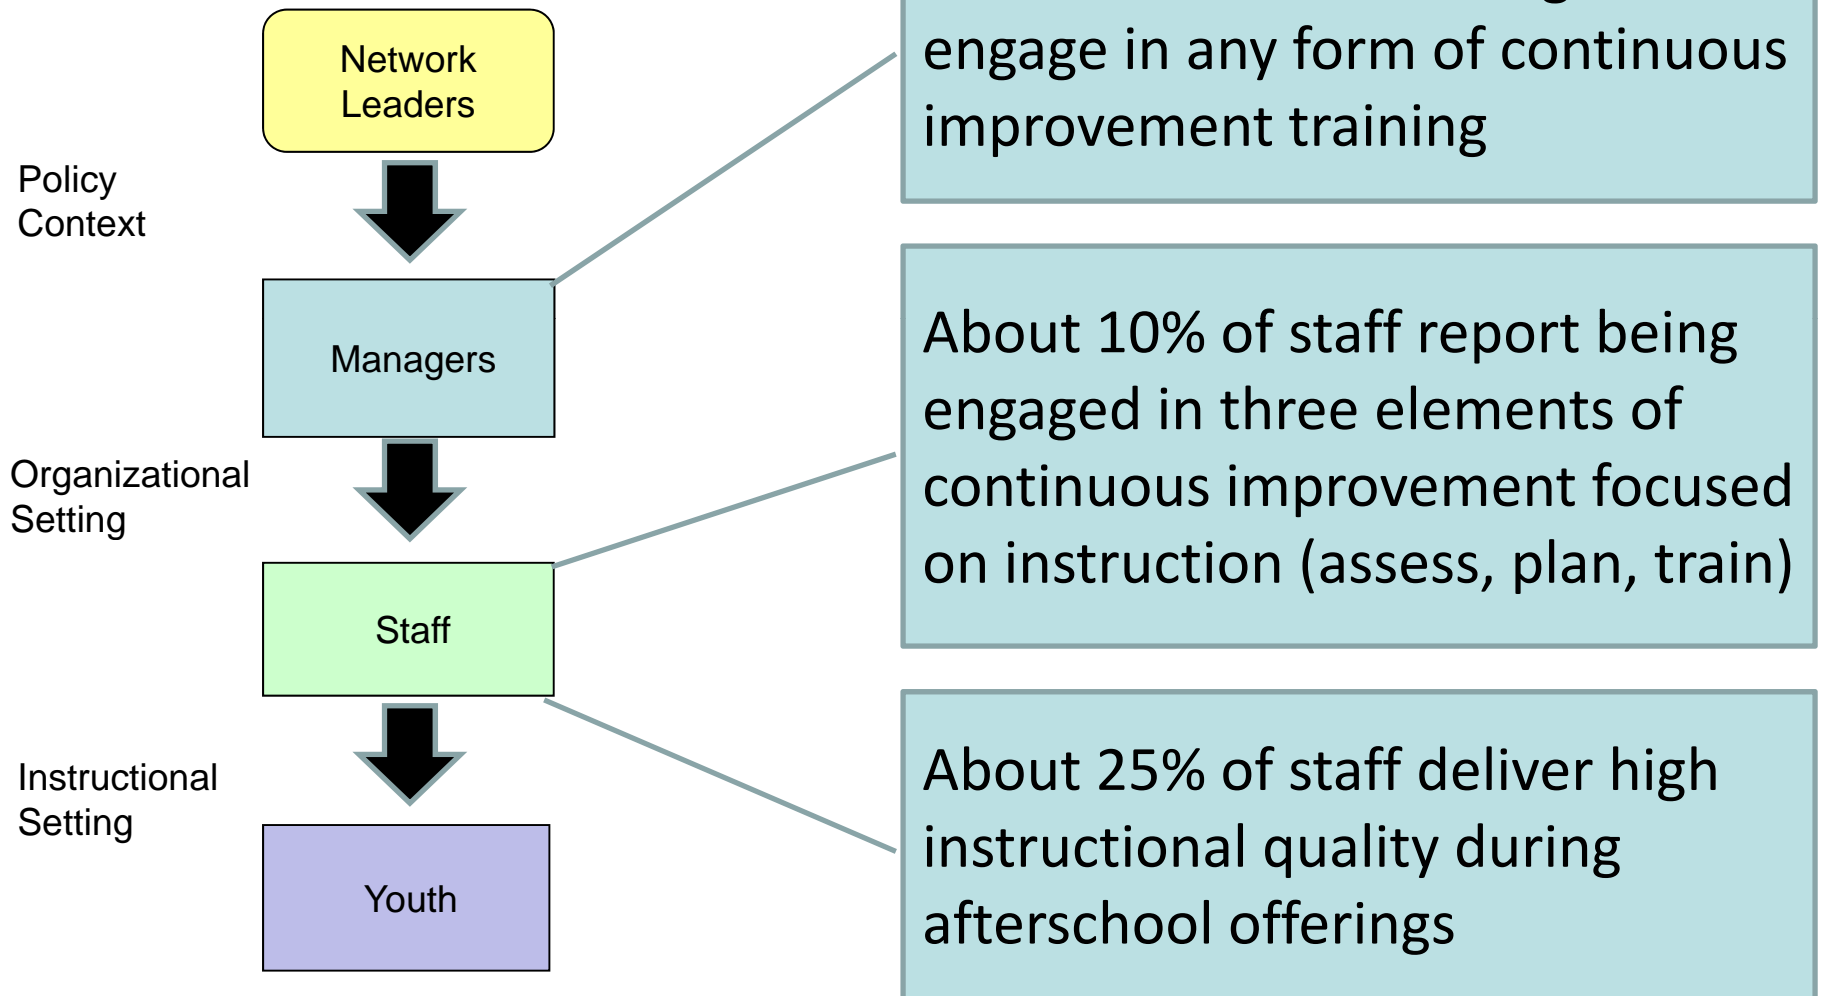 Network
Leaders
Policy
Context
Managers
Organizational
Setting
Staff
Instructional
Setting
Youth
engage in any form of continuous
improvement training
About 10% of staff report being
engaged in three elements of
continuous improvement focused
on instruction (assess, plan, train)
About 25% of staff deliver high
instructional quality during
afterschool offerings